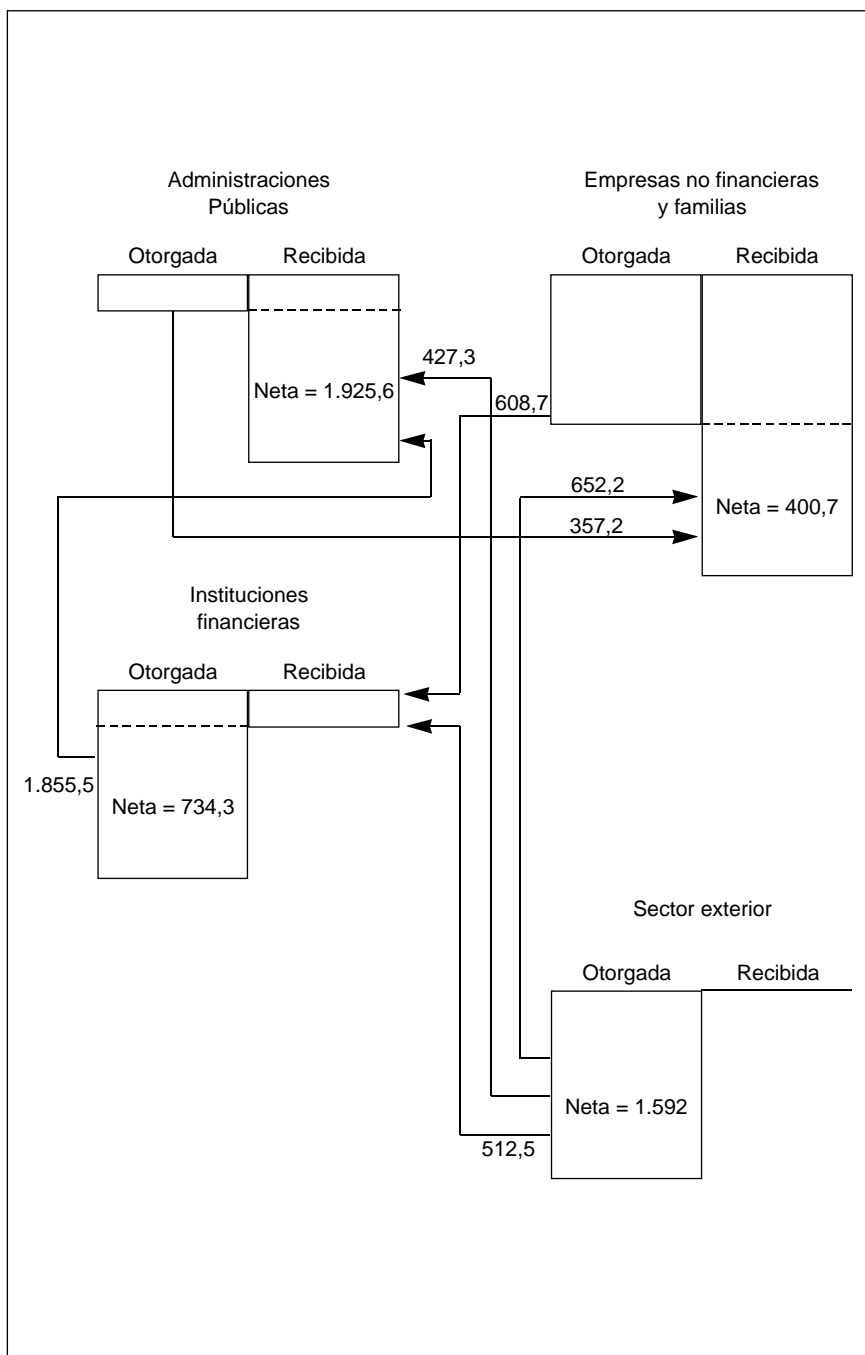 Administraciones
Públicas
Empresas no financieras
y familias
Otorgada Recibida
Otorgada Recibida
427,3
Neta = 1.925,6
608,7
652,2
Neta = 400,7
357,2
Instituciones
financieras
Otorgada Recibida
1.855,5
Neta = 734,3
Sector exterior
Otorgada Recibida
Neta = 1.592
512,5